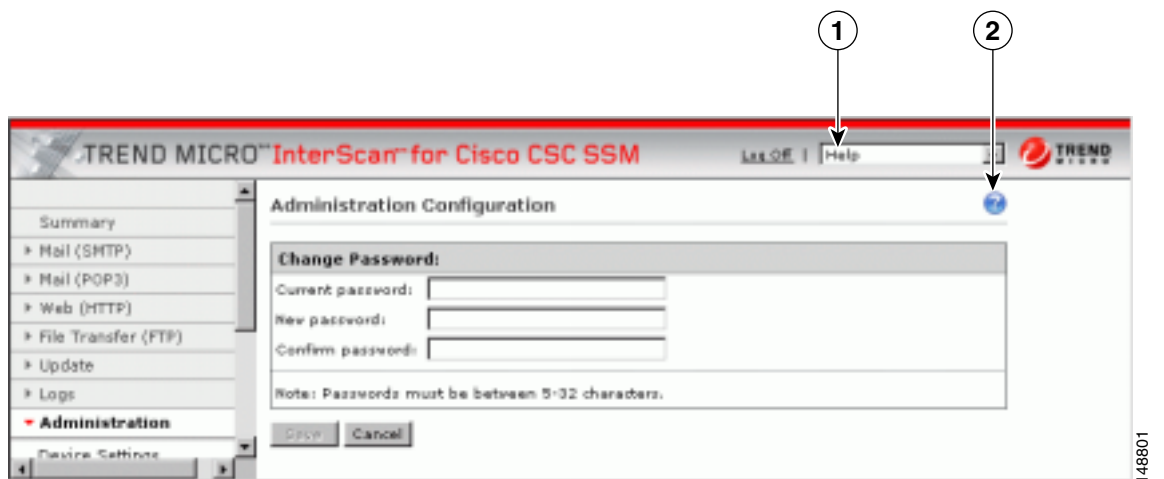 1 2
TREND MICRO™ InterScan™ for Cisco CSC SSM
Log Off | Help
TREND MICRO
Summary
Mail (SMTP)
Mail (POP3)
Web (HTTP)
File Transfer (FTP)
Update
Logs
Administration
Device Settings
Administration Configuration
?
Change Password:
Current password:
New password:
Confirm password:
Note: Passwords must be between 5-32 characters.
Save Cancel
148801